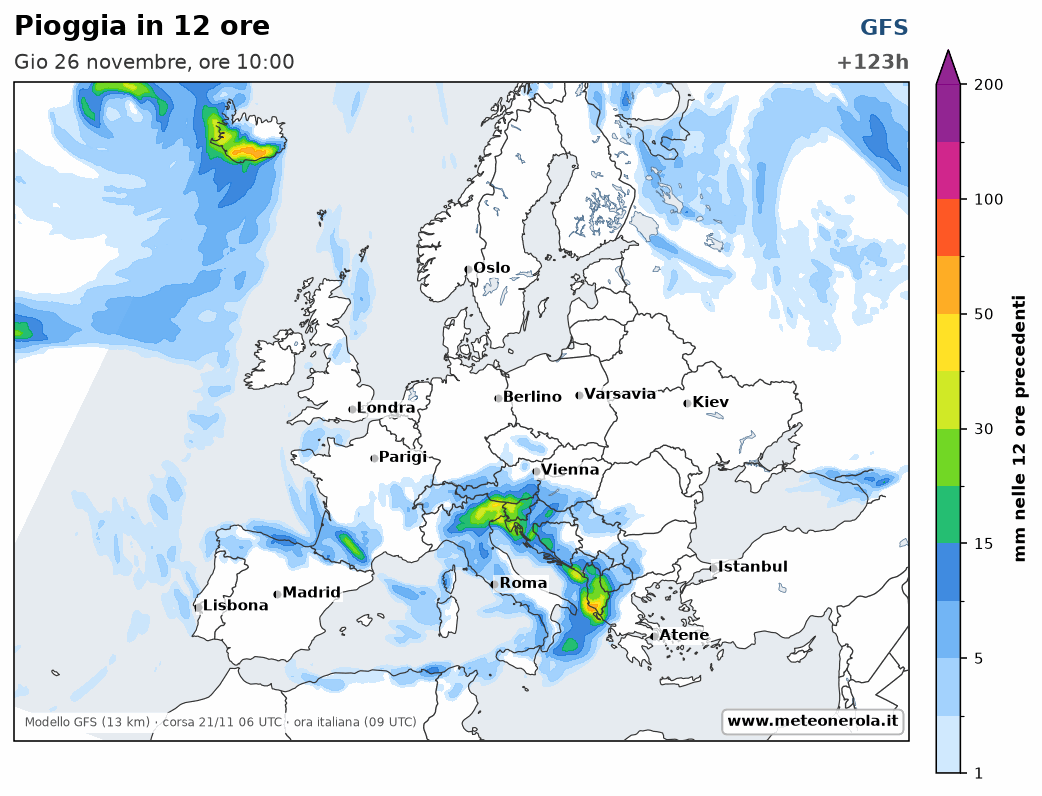 Pioggia in 12 ore
GFS
Gio 26 novembre, ore 10:00
+123h
200
100
50
30
15
5
1
mm nelle 12 ore precedenti
Oslo
Berlino
Varsavia
Kiev
Londra
Parigi
Vienna
Istanbul
Roma
Madrid
Lisbona
Atene
Modello GFS (13 km) · corsa 21/11 06 UTC · ora italiana (09 UTC)
www.meteonerola.it